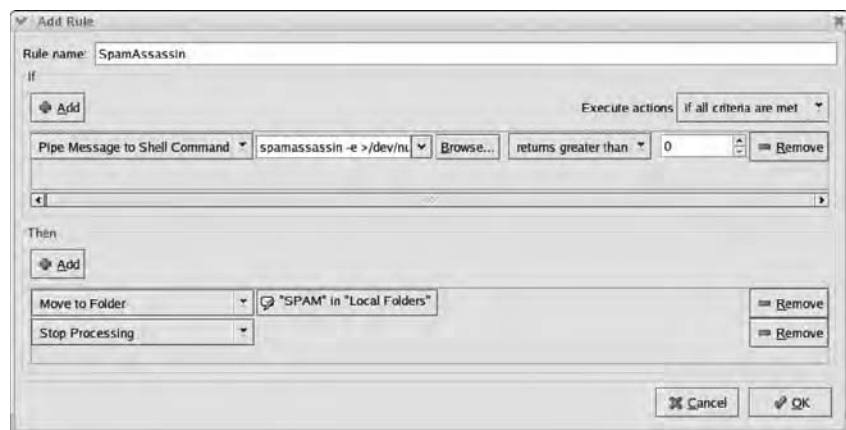 Add Rule
Rule name: SpamAssassin
If
Add
Execute actions if all criteria are met
Pipe Message to Shell Command spamassassin -e >/dev/nu Browse... returns greater than 0 Remove
Then
Add
Move to Folder "SPAM" in "Local Folders" Remove
Stop Processing Remove
Cancel OK